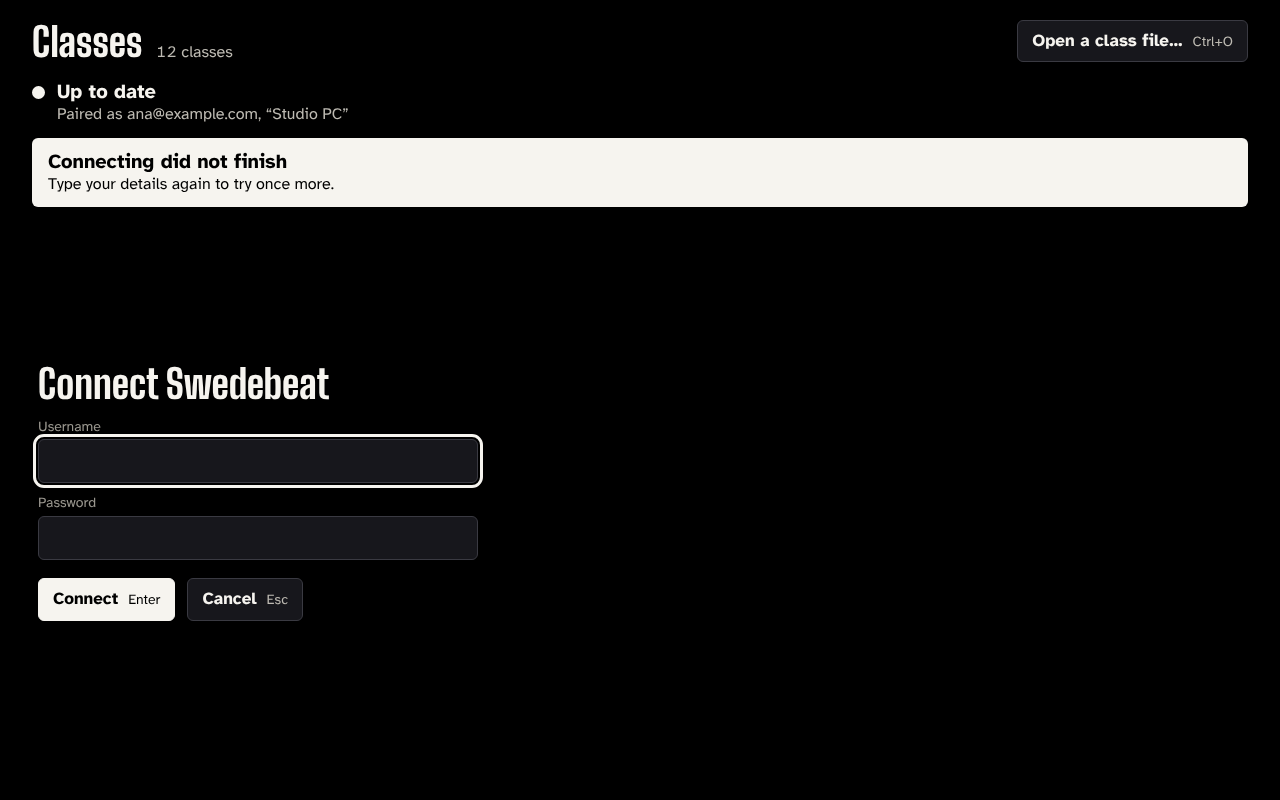 Classes 12 classes
Open a class file... Ctrl+O
Up to date
Paired as ana@example.com, “Studio PC”
Connecting did not finish
Type your details again to try once more.
Connect Swedebeat
Username
Password
Connect Enter
Cancel Esc